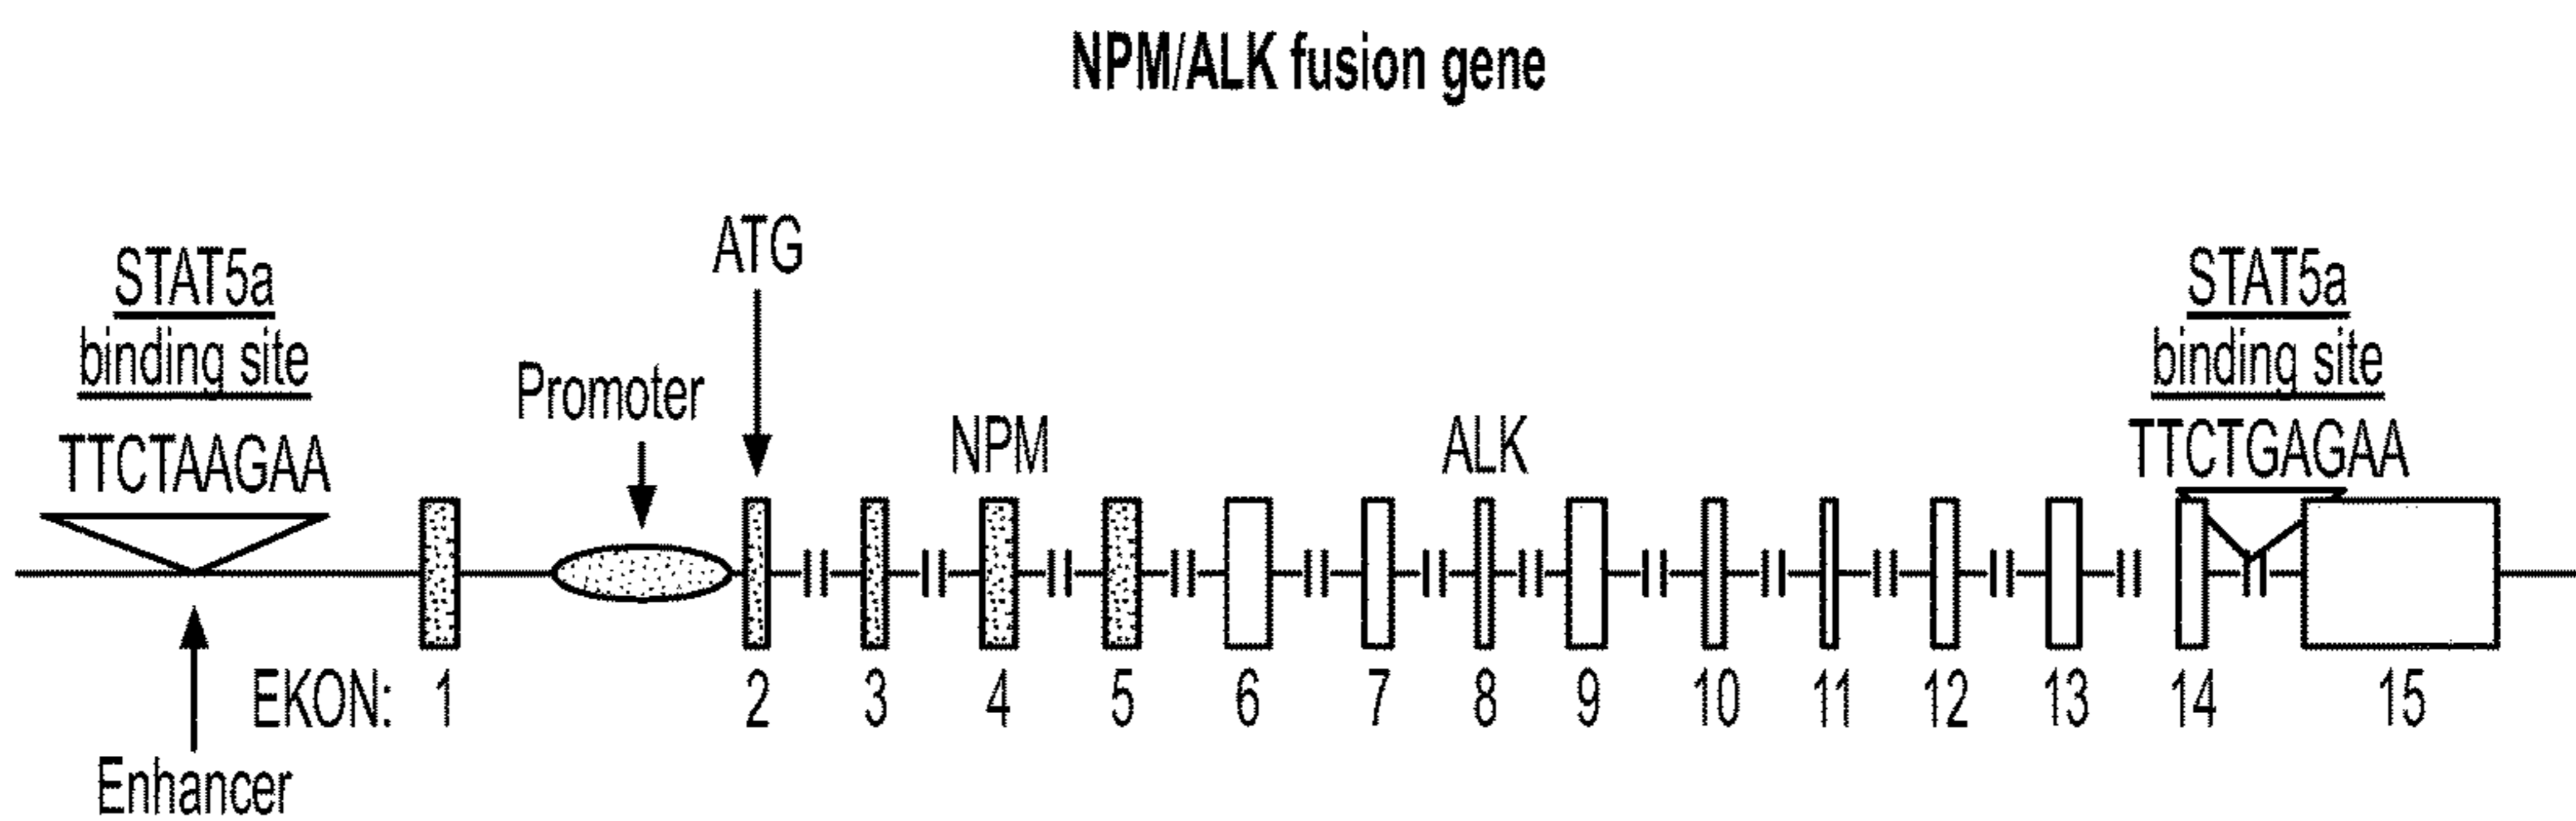 NPM/ALK fusion gene
STAT5a
binding site
TTCTAAGAA
Promoter
ATG
NPM
ALK
STAT5a
binding site
TTCTGAGAA
EKON: 1 2 3 4 5 6 7 8 9 10 11 12 13 14 15
Enhancer